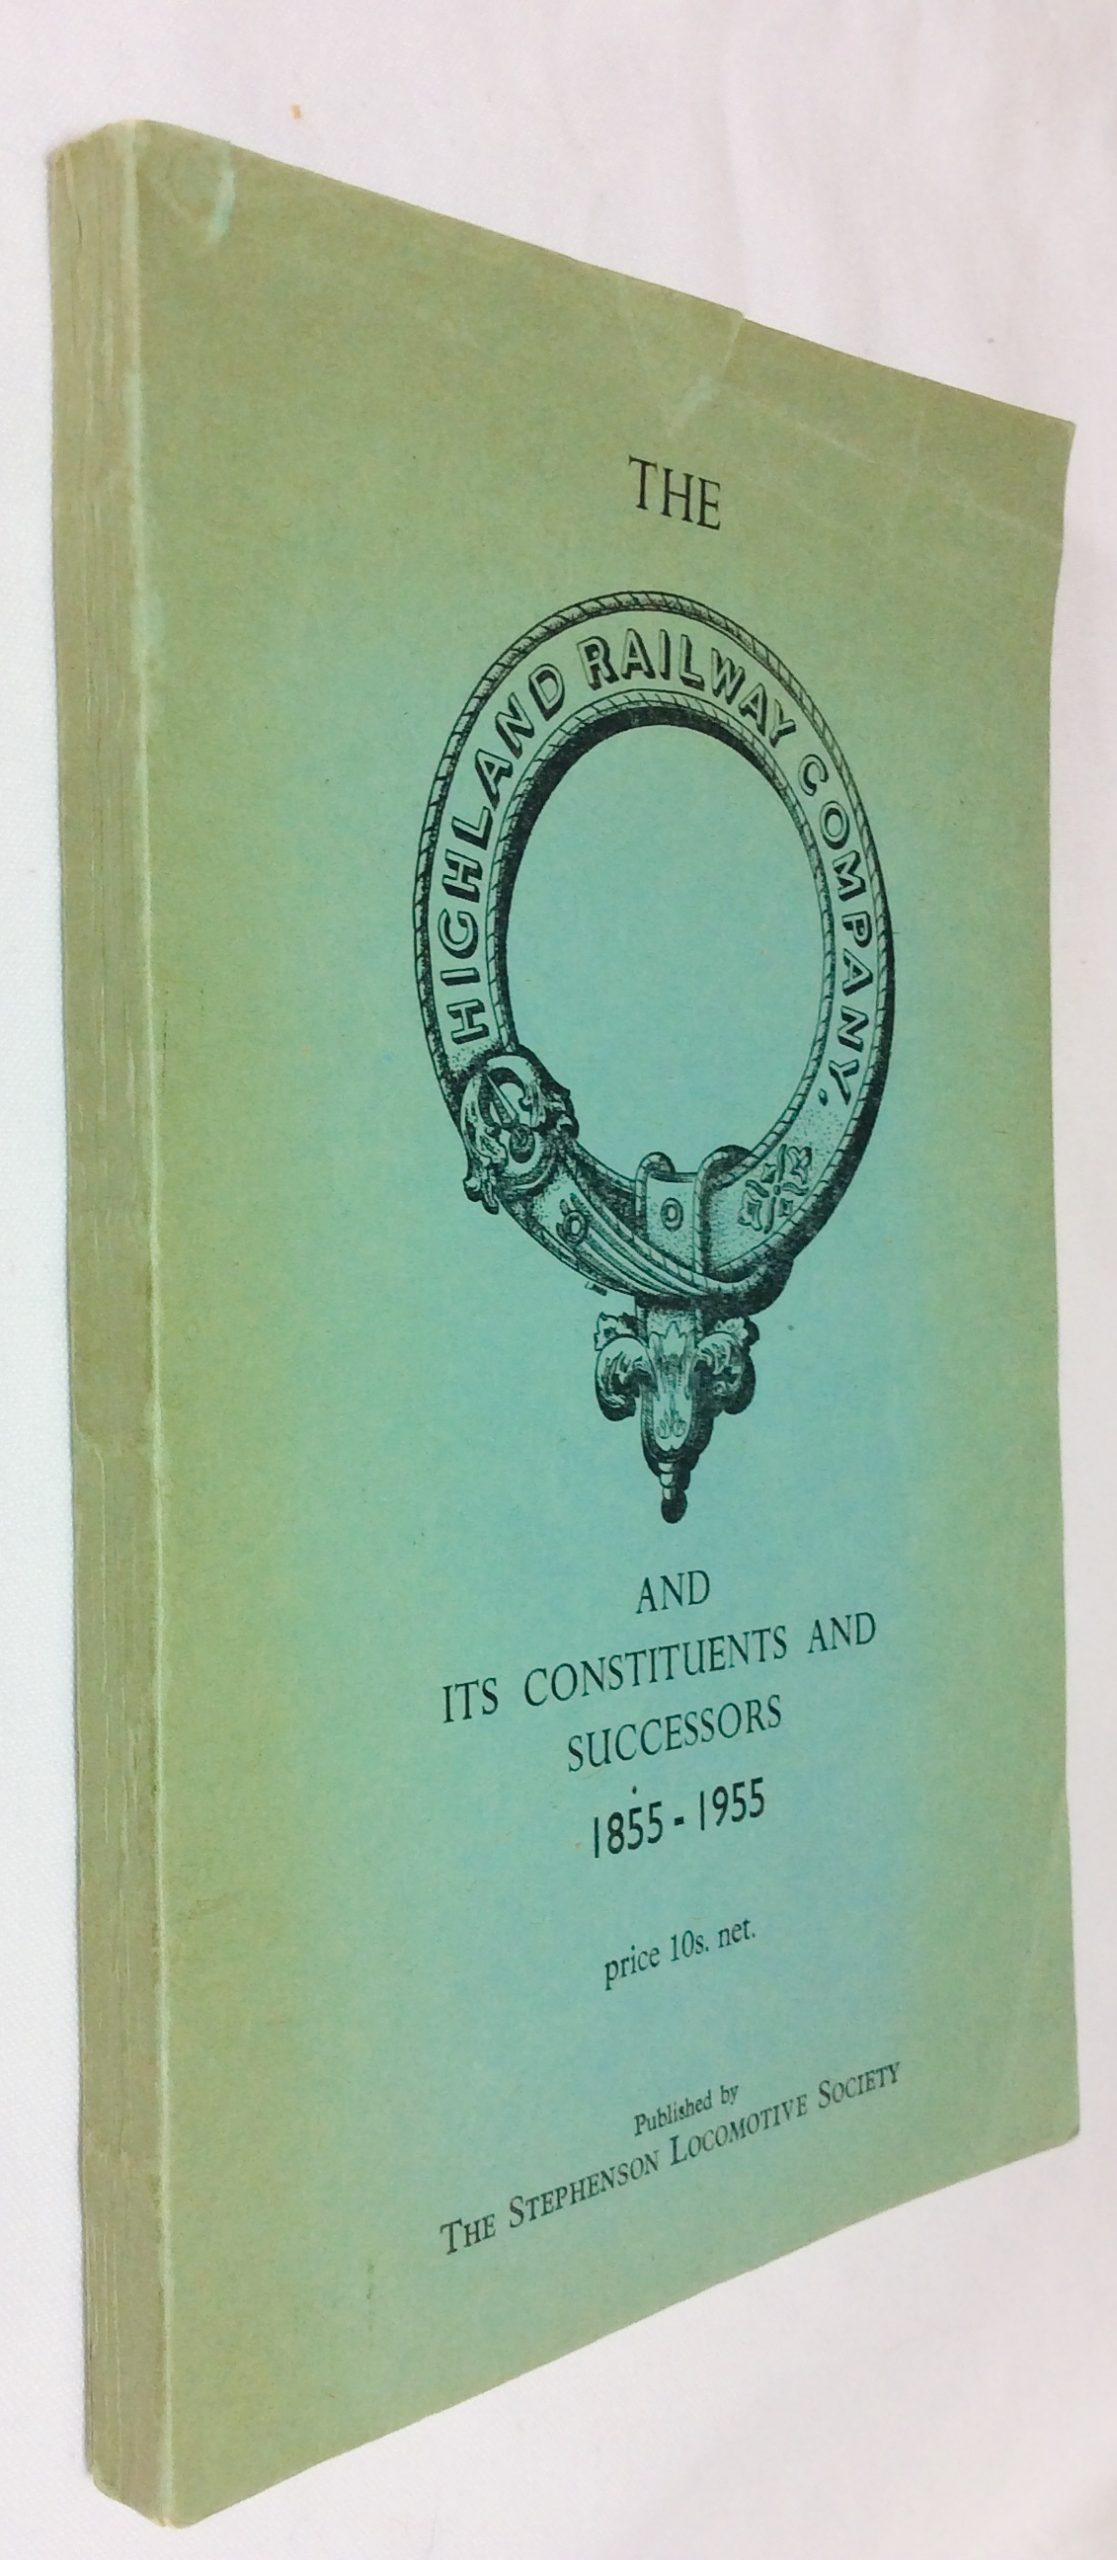 THE
HIGHLAND RAILWAY COMPANY.
AND
ITS CONSTITUENTS AND
SUCCESSORS
1855-1955
price 10s. net.
Published by
THE STEPHENSON LOCOMOTIVE SOCIETY